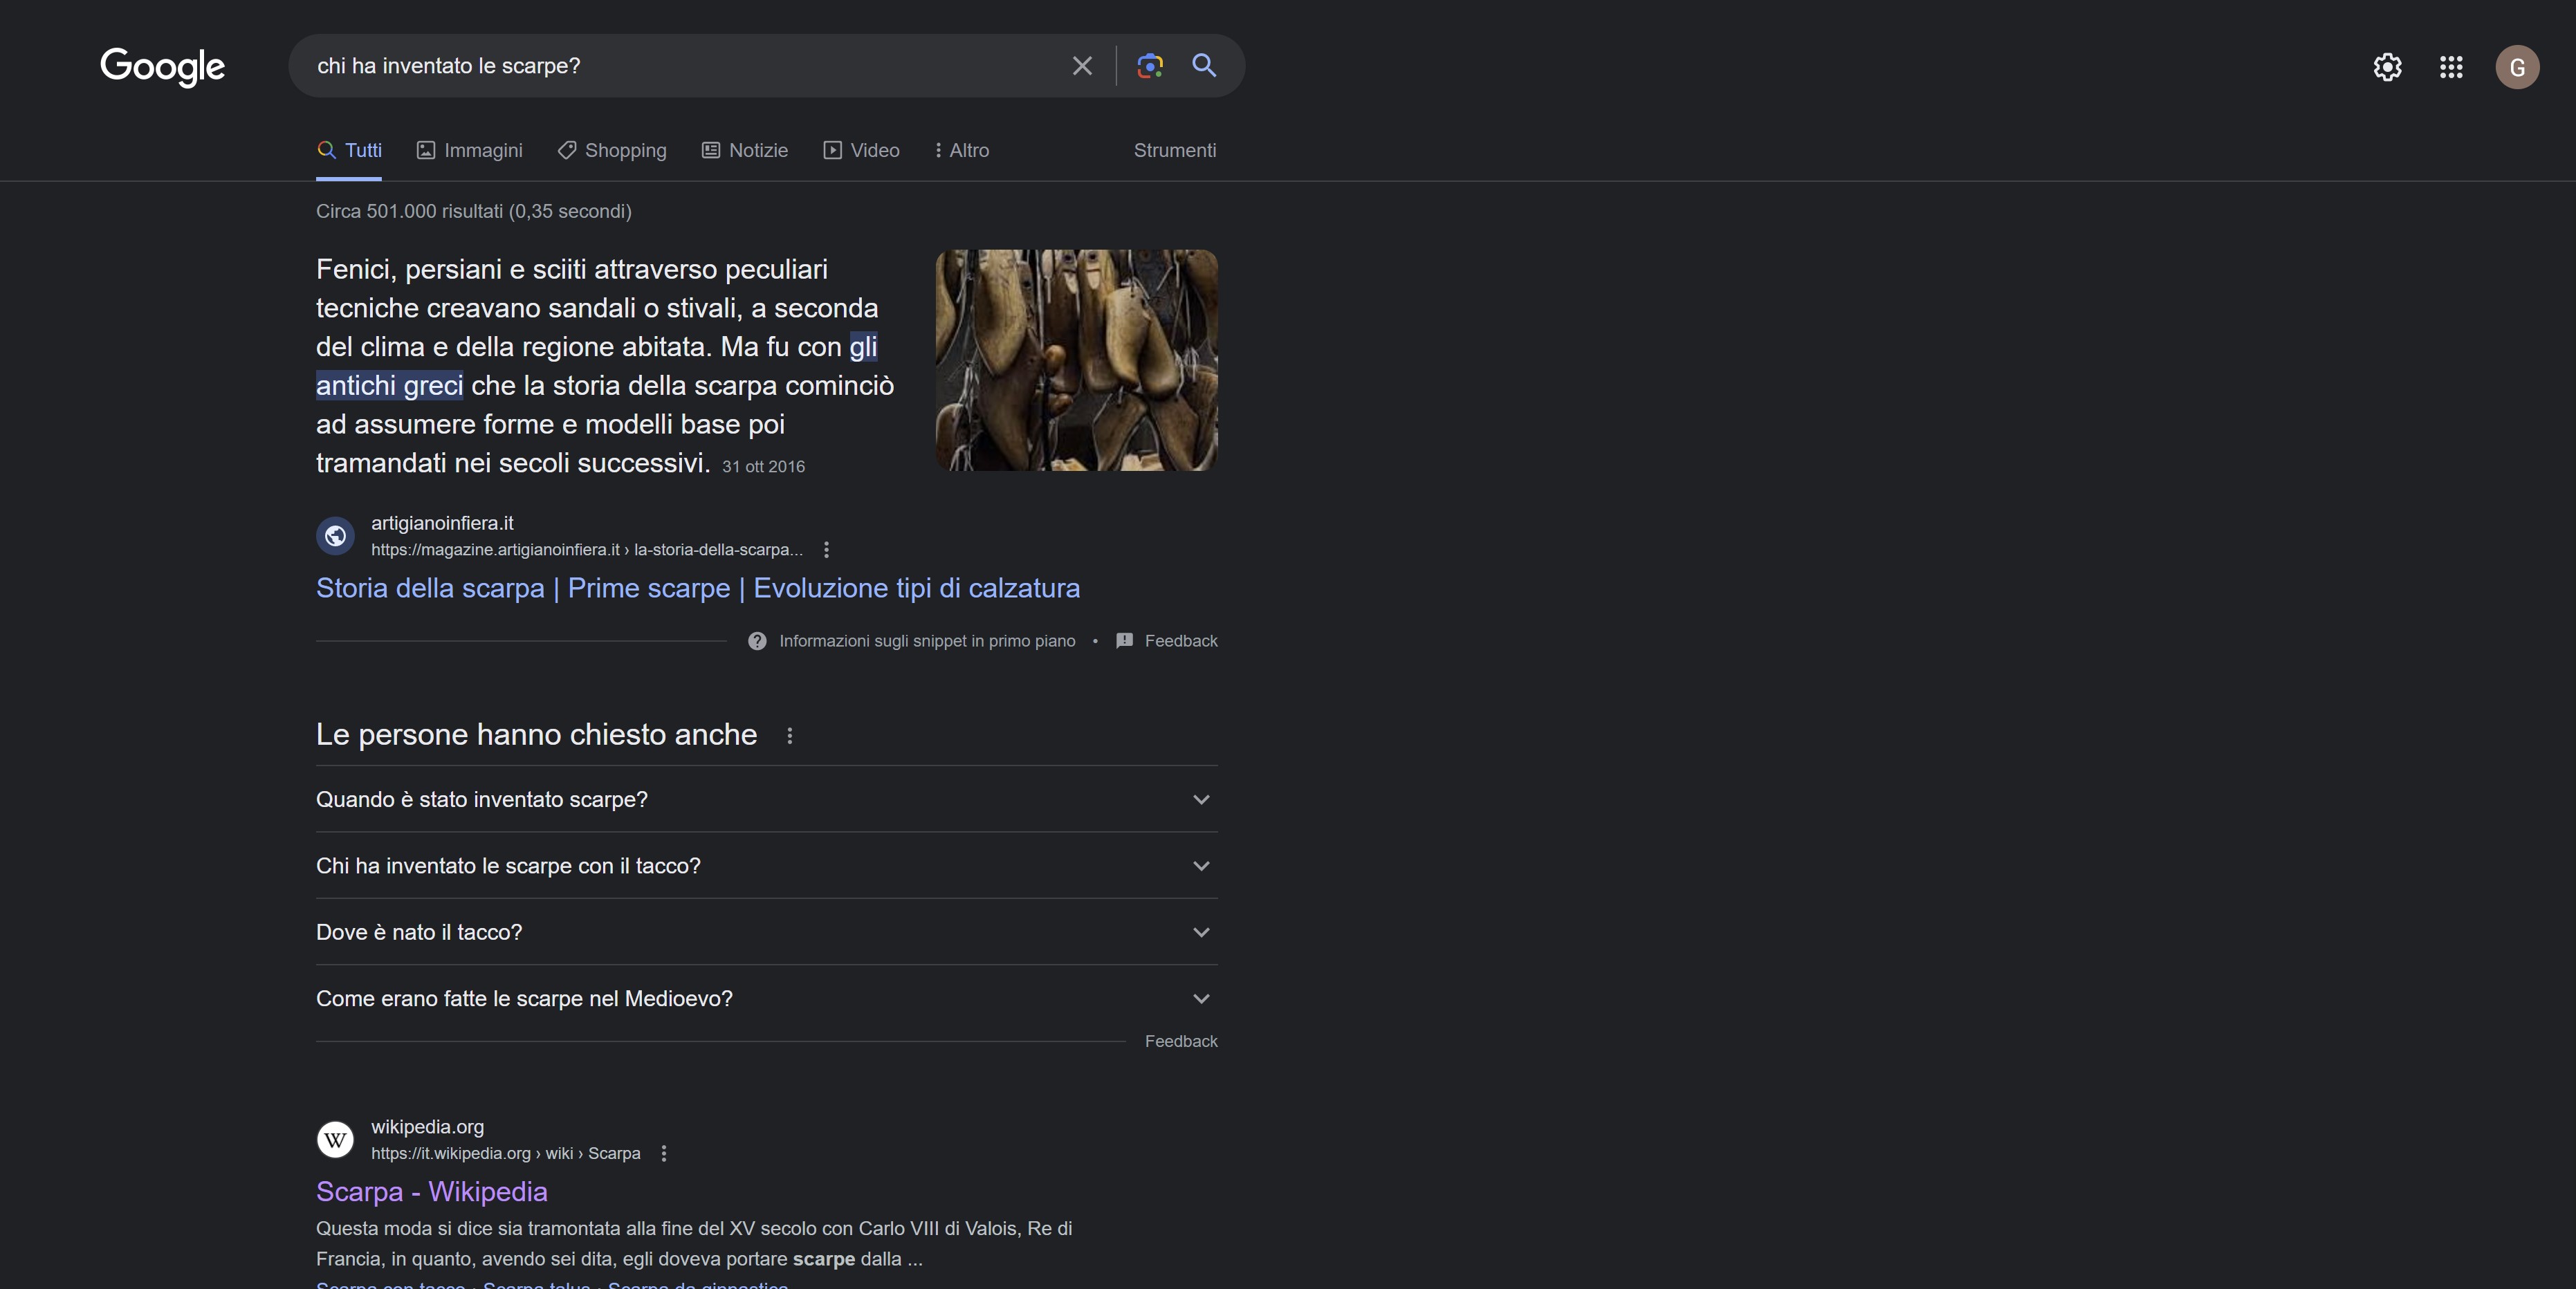 Google
chi ha inventato le scarpe?
G
Tutti
Immagini
Shopping
Notizie
Video
Altro
Strumenti
Circa 501.000 risultati (0,35 secondi)
Fenici, persiani e sciiti attraverso peculiari
tecniche creavano sandali o stivali, a seconda
del clima e della regione abitata. Ma fu con gli
antichi greci che la storia della scarpa cominciò
ad assumere forme e modelli base poi
tramandati nei secoli successivi. 31 ott 2016
artigianoinfiera.it
https://magazine.artigianoinfiera.it › la-storia-della-scarpa...
Storia della scarpa | Prime scarpe | Evoluzione tipi di calzatura
Informazioni sugli snippet in primo piano • Feedback
Le persone hanno chiesto anche
Quando è stato inventato scarpe?
Chi ha inventato le scarpe con il tacco?
Dove è nato il tacco?
Come erano fatte le scarpe nel Medioevo?
Feedback
W
wikipedia.org
https://it.wikipedia.org › wiki › Scarpa
Scarpa - Wikipedia
Questa moda si dice sia tramontata alla fine del XV secolo con Carlo VIII di Valois, Re di
Francia, in quanto, avendo sei dita, egli doveva portare scarpe dalla ...
Scarpa con tacco · Scarpa talus · Scarpa da ginnastica